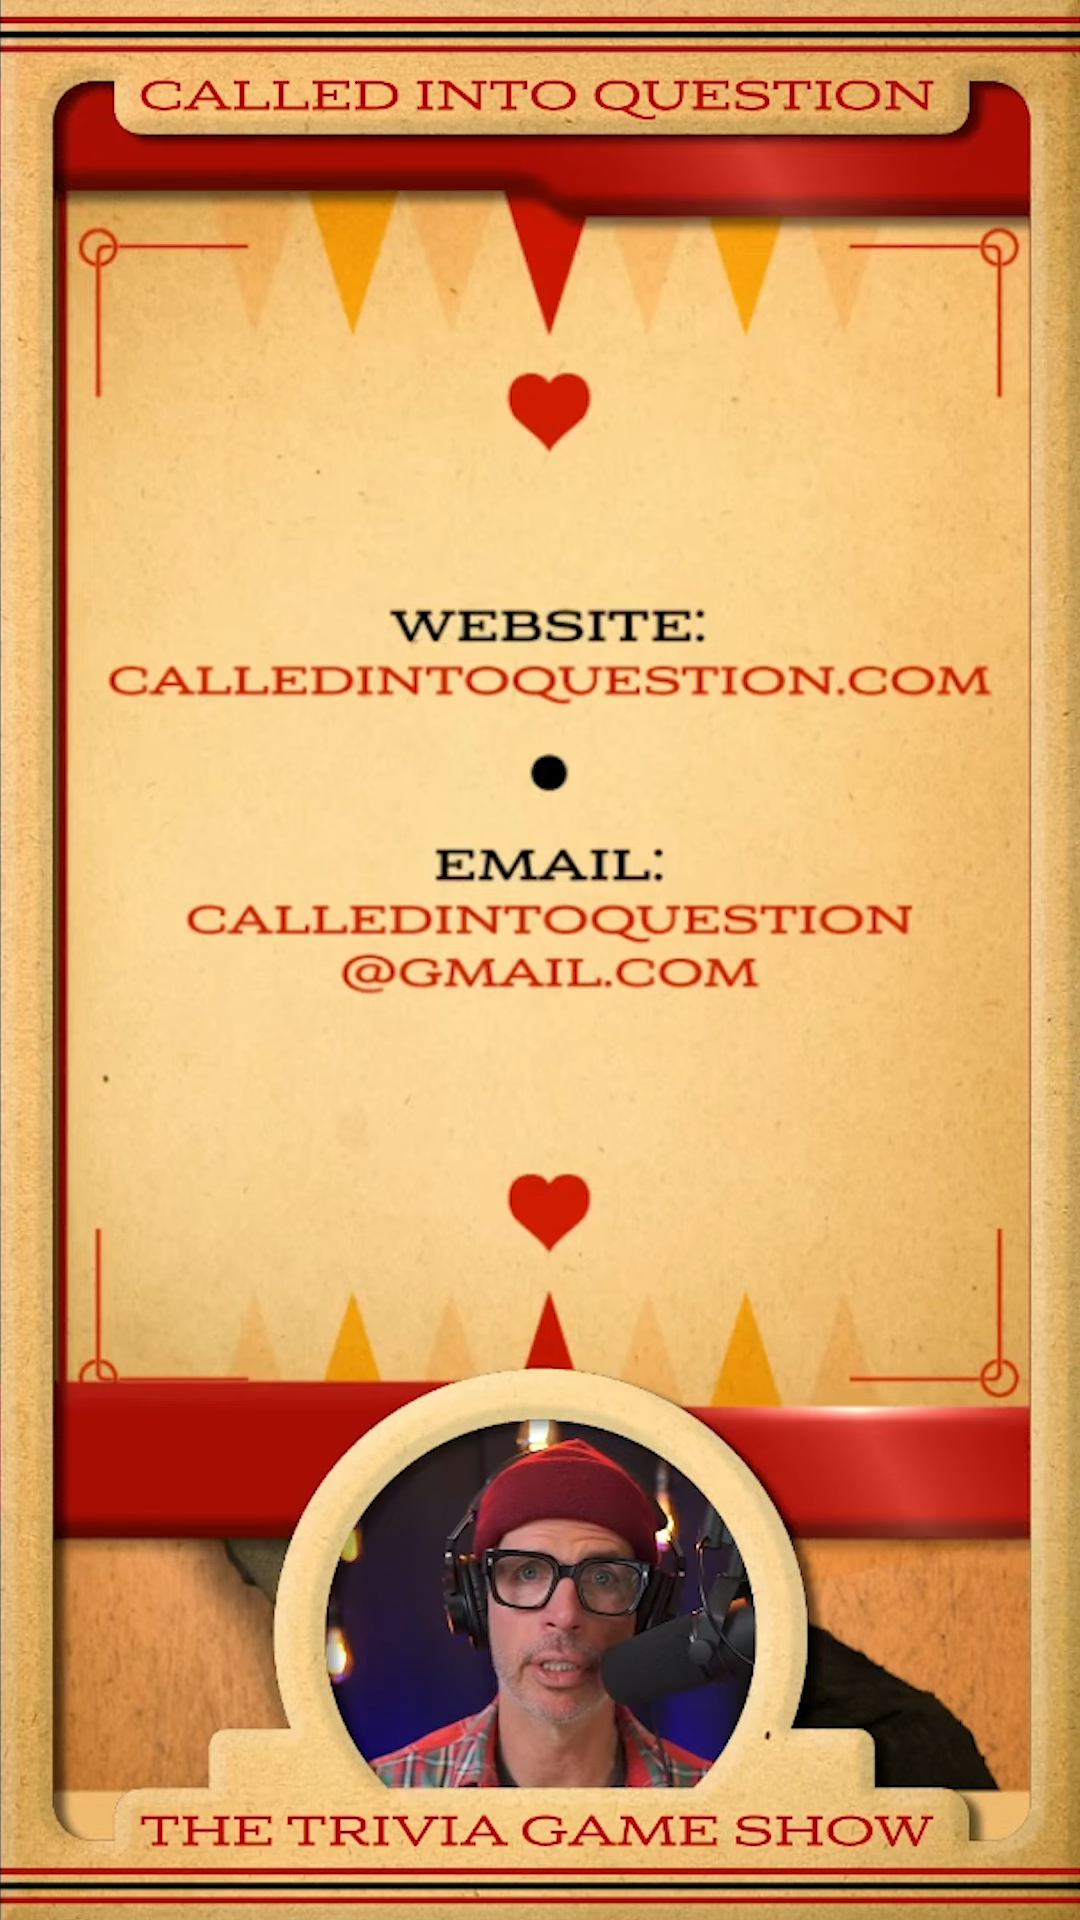 CALLED INTO QUESTION
WEBSITE:
CALLEDINTOQUESTION.COM
EMAIL:
CALLEDINTOQUESTION
@GMAIL.COM
THE TRIVIA GAME SHOW